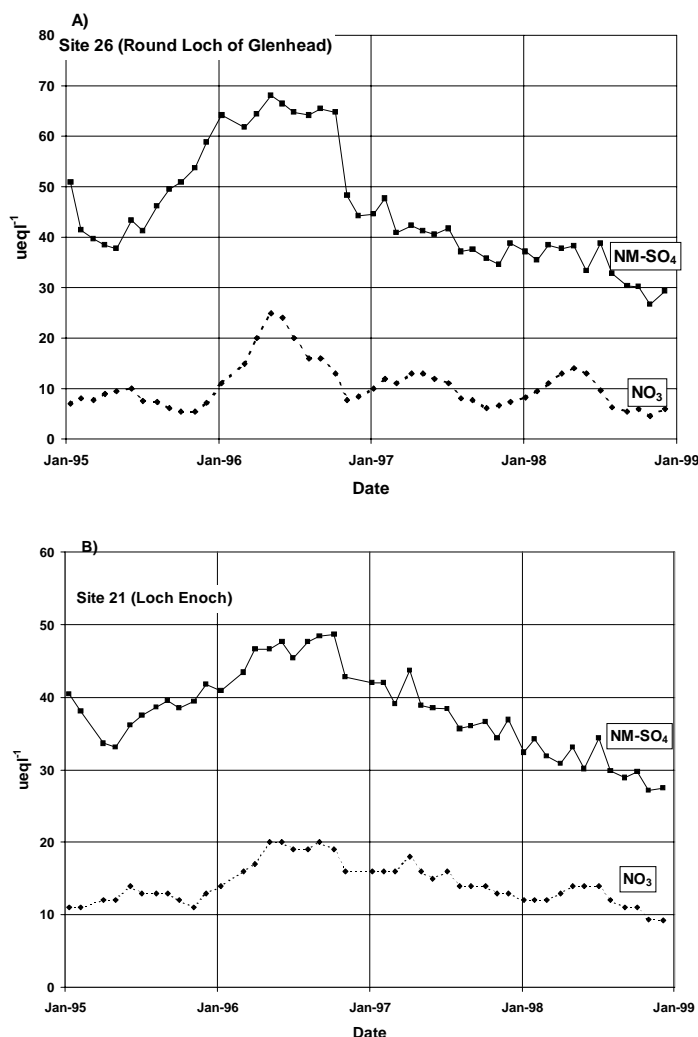 A)
Site 26 (Round Loch of Glenhead)
80
70
60
50
40
30
20
10
0
ueql⁻¹
NM-SO₄
NO₃
Jan-95 Jan-96 Jan-97 Jan-98 Jan-99
Date
B)
Site 21 (Loch Enoch)
60
50
40
30
20
10
0
ueql⁻¹
NM-SO₄
NO₃
Jan-95 Jan-96 Jan-97 Jan-98 Jan-99
Date